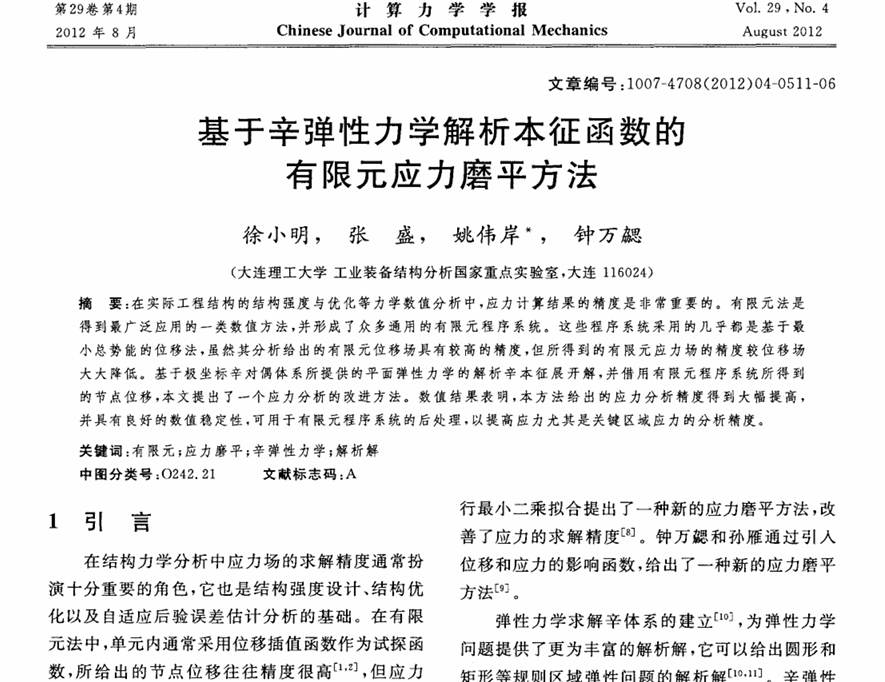 第29卷第4期
2012年8月
计算力学学报
Chinese Journal of Computational Mechanics
Vol. 29, No. 4
August 2012
文章编号:1007-4708(2012)04-0511-06
基于辛弹性力学解析本征函数的
有限元应力磨平方法
徐小明, 张 盛, 姚伟岸*, 钟万勰
(大连理工大学 工业装备结构分析国家重点实验室,大连 116024)
摘 要:在实际工程结构的结构强度与优化等力学数值分析中,应力计算结果的精度是非常重要的。有限元法是
得到最广泛应用的一类数值方法,并形成了众多通用的有限元程序系统。这些程序系统采用的几乎都是基于最
小总势能的位移法,虽然其分析给出的有限元位移场具有较高的精度,但所得到的有限元应力场的精度较位移场
大大降低。基于极坐标辛对偶体系所提供的平面弹性力学的解析辛本征展开解,并借用有限元程序系统所得到
的节点位移,本文提出了一个应力分析的改进方法。数值结果表明,本方法给出的应力分析精度得到大幅提高,
并具有良好的数值稳定性,可用于有限元程序系统的后处理,以提高应力尤其是关键区域应力的分析精度。
关键词:有限元;应力磨平;辛弹性力学;解析解
中图分类号:O242.21 文献标志码:A
1 引 言
在结构力学分析中应力场的求解精度通常扮
演十分重要的角色,它也是结构强度设计、结构优
化以及自适应后验误差估计分析的基础。在有限
元法中,单元内通常采用位移插值函数作为试探函
数,所给出的节点位移往往精度很高[1,2],但应力
行最小二乘拟合提出了一种新的应力磨平方法,改
善了应力的求解精度[8]。钟万勰和孙雁通过引入
位移和应力的影响函数,给出了一种新的应力磨平
方法[9]。
弹性力学求解辛体系的建立[10],为弹性力学
问题提供了更为丰富的解析解,它可以给出圆形和
矩形等规则区域弹性问题的解析解[10,11]。辛弹性